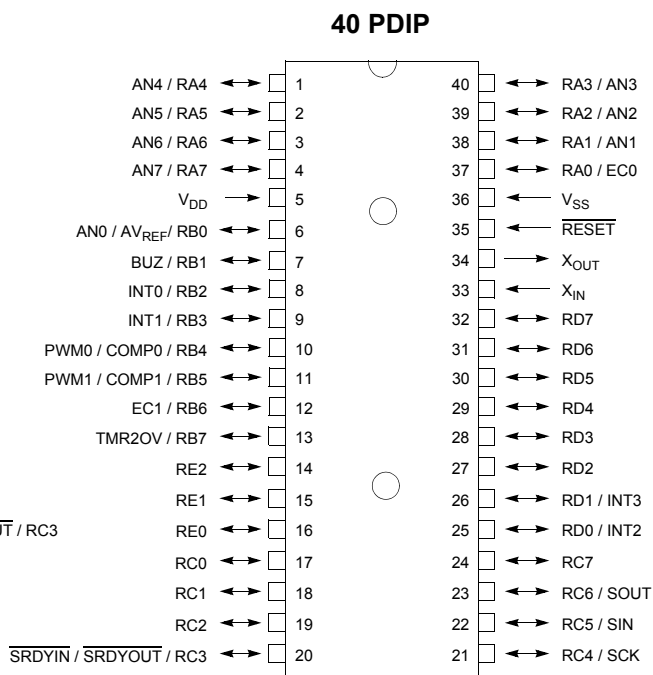 40 PDIP
AN4 / RA4 1 40 RA3 / AN3
AN5 / RA5 2 39 RA2 / AN2
AN6 / RA6 3 38 RA1 / AN1
AN7 / RA7 4 37 RA0 / EC0
VDD 5 36 VSS
AN0 / AVREF/ RB0 6 35 RESET
BUZ / RB1 7 34 XOUT
INT0 / RB2 8 33 XIN
INT1 / RB3 9 32 RD7
PWM0 / COMP0 / RB4 10 31 RD6
PWM1 / COMP1 / RB5 11 30 RD5
EC1 / RB6 12 29 RD4
TMR2OV / RB7 13 28 RD3
RE2 14 27 RD2
RE1 15 26 RD1 / INT3
/ RC3 RE0 16 25 RD0 / INT2
RC0 17 24 RC7
RC1 18 23 RC6 / SOUT
RC2 19 22 RC5 / SIN
SRDYIN / SRDYOUT / RC3 20 21 RC4 / SCK